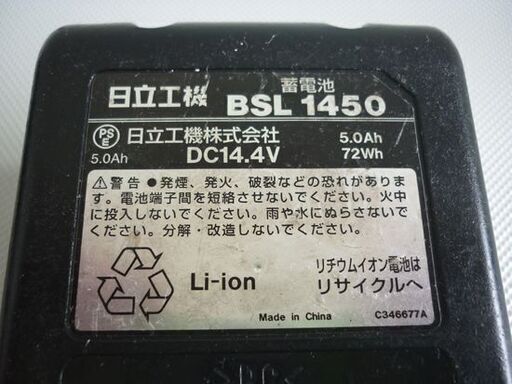 蓄電池
日立工機 BSL 1450
PSE 日立工機株式会社 5.0Ah
5.0Ah DC14.4V 72Wh
⚠警告 ●発煙、発火、破裂などの恐れがありま
す。電池端子間を短絡させないでください。火中
に投入しないでください。雨や水にぬらさないで
ください。分解・改造しないでください。
Li-ion
リチウムイオン電池は
リサイクルへ
Made in China C346677A